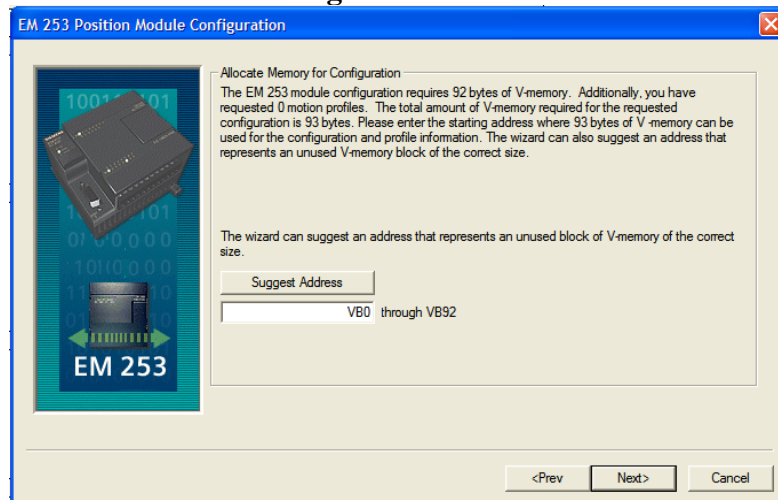 EM 253 Position Module Configuration
Allocate Memory for Configuration
The EM 253 module configuration requires 92 bytes of V-memory. Additionally, you have
requested 0 motion profiles. The total amount of V-memory required for the requested
configuration is 93 bytes. Please enter the starting address where 93 bytes of V -memory can be
used for the configuration and profile information. The wizard can also suggest an address that
represents an unused V-memory block of the correct size.
The wizard can suggest an address that represents an unused block of V-memory of the correct
size.
Suggest Address
VB0 through VB92
EM 253
<Prev
Next>
Cancel